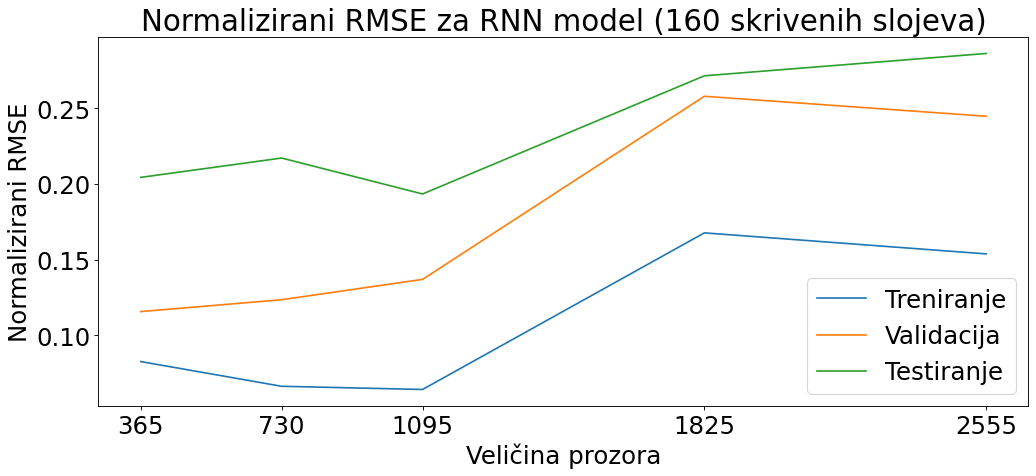 Normalizirani RMSE za RNN model (160 skrivenih slojeva)
Normalizirani RMSE
0.25
0.20
0.15
0.10
Treniranje
Validacija
Testiranje
365 730 1095 1825 2555
Veličina prozora